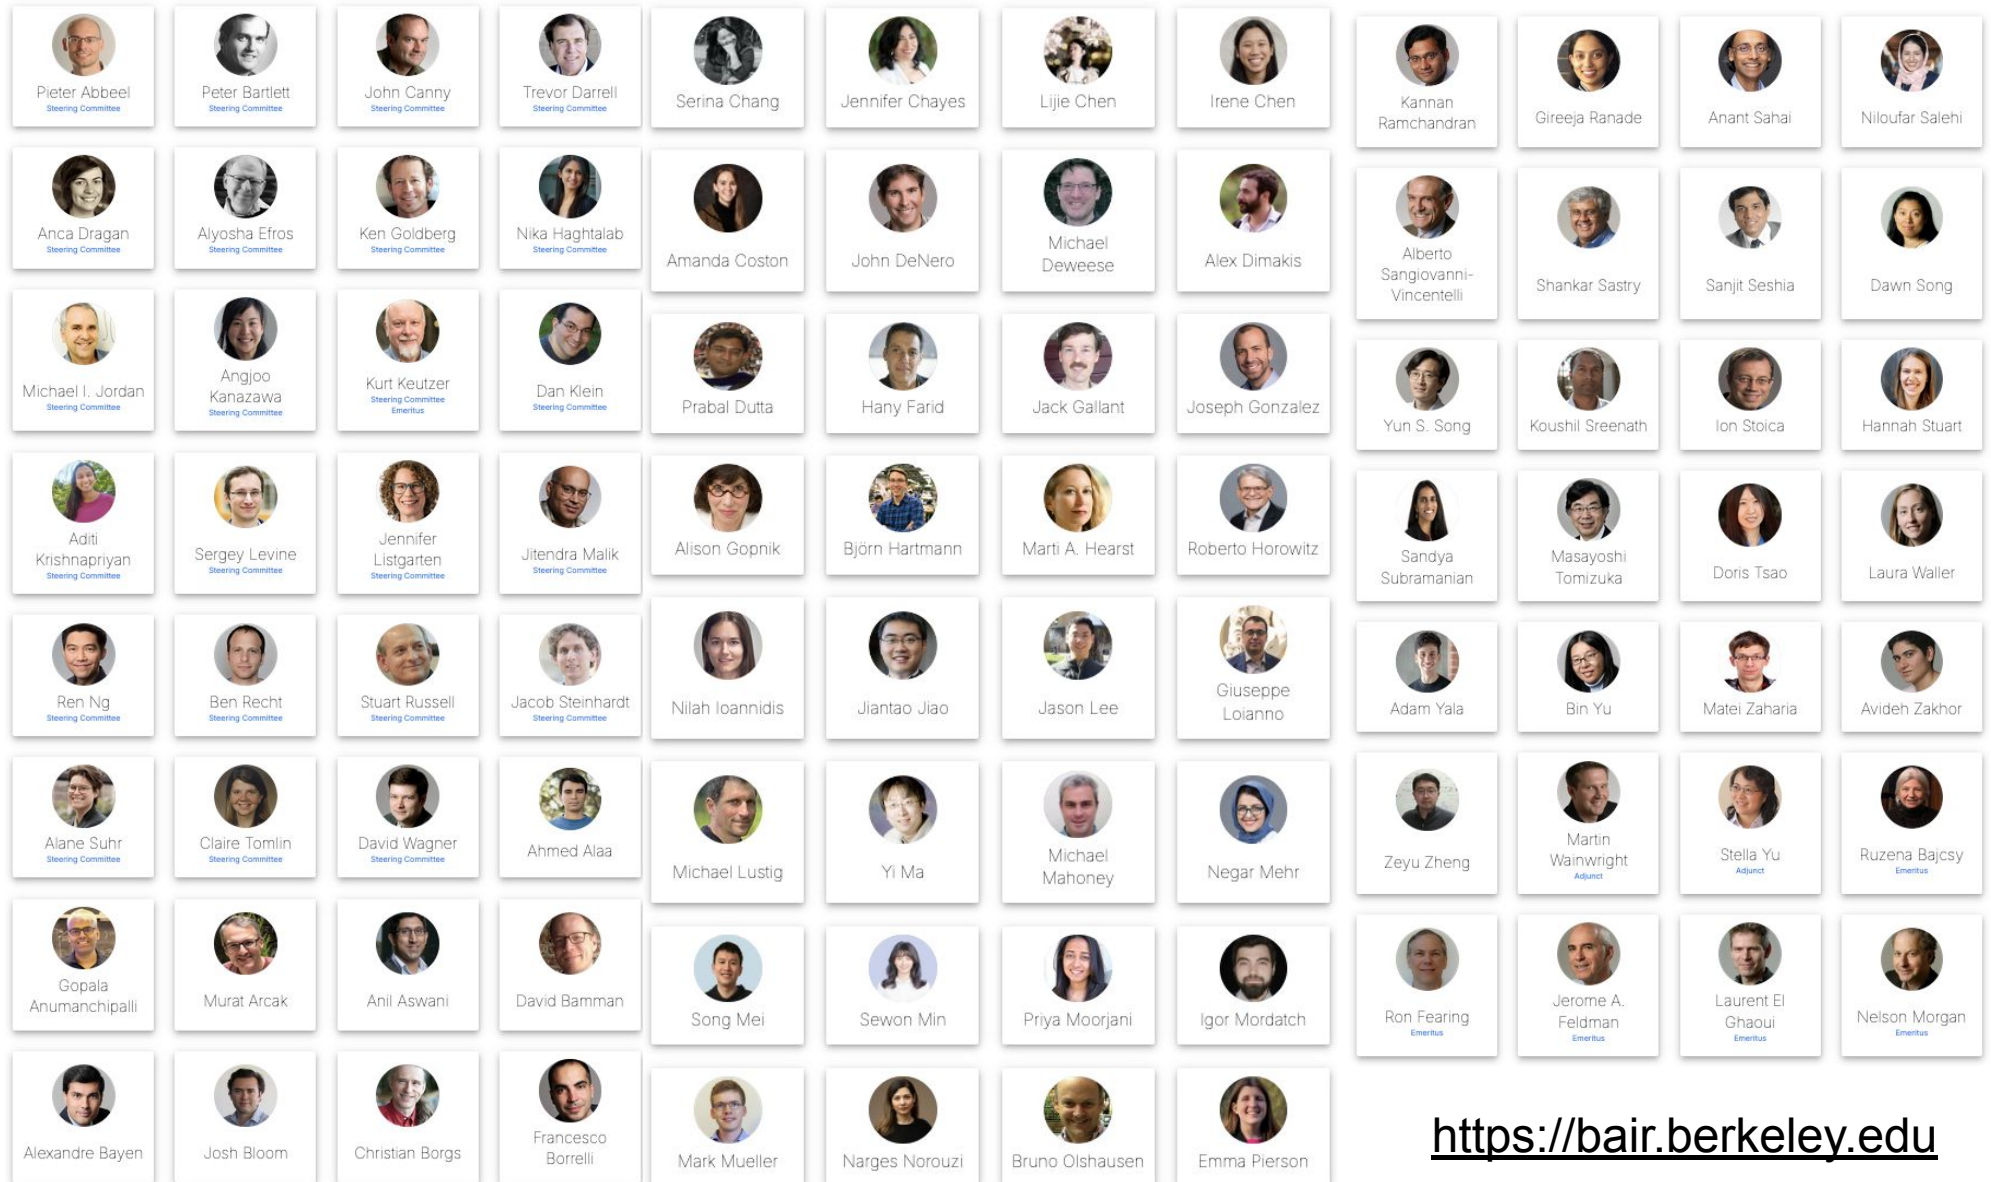 Pieter Abbeel
Steering Committee
Peter Bartlett
Steering Committee
John Canny
Steering Committee
Trevor Darrell
Steering Committee
Anca Dragan
Steering Committee
Alyosha Efros
Steering Committee
Ken Goldberg
Steering Committee
Nika Haghtalab
Steering Committee
Michael I. Jordan
Steering Committee
Angjoo
Kanazawa
Steering Committee
Kurt Keutzer
Steering Committee
Emeritus
Dan Klein
Steering Committee
Aditi
Krishnapriyan
Steering Committee
Sergey Levine
Steering Committee
Jennifer
Listgarten
Steering Committee
Jitendra Malik
Steering Committee
Ren Ng
Steering Committee
Ben Recht
Steering Committee
Stuart Russell
Steering Committee
Jacob Steinhardt
Steering Committee
Alane Suhr
Steering Committee
Claire Tomlin
Steering Committee
David Wagner
Steering Committee
Ahmed Alaa
Gopala
Anumanchipalli
Murat Arcak
Anil Aswani
David Bamman
Alexandre Bayen
Josh Bloom
Christian Borgs
Francesco
Borrelli
Serina Chang
Jennifer Chayes
Lijie Chen
Irene Chen
Amanda Coston
John DeNero
Michael
Deweese
Alex Dimakis
Prabal Dutta
Hany Farid
Jack Gallant
Joseph Gonzalez
Alison Gopnik
Björn Hartmann
Marti A. Hearst
Roberto Horowitz
Nilah Ioannidis
Jiantao Jiao
Jason Lee
Giuseppe
Loianno
Michael Lustig
Yi Ma
Michael
Mahoney
Negar Mehr
Song Mei
Sewon Min
Priya Moorjani
Igor Mordatch
Mark Mueller
Narges Norouzi
Bruno Olshausen
Emma Pierson
Kannan
Ramchandran
Gireeja Ranade
Anant Sahai
Niloufar Salehi
Alberto
Sangiovanni-
Vincentelli
Shankar Sastry
Sanjit Seshia
Dawn Song
Yun S. Song
Koushil Sreenath
Ion Stoica
Hannah Stuart
Sandya
Subramanian
Masayoshi
Tomizuka
Doris Tsao
Laura Waller
Adam Yala
Bin Yu
Matei Zaharia
Avideh Zakhor
Zeyu Zheng
Martin
Wainwright
Adjunct
Stella Yu
Adjunct
Ruzena Bajcsy
Emeritus
Ron Fearing
Emeritus
Jerome A.
Feldman
Emeritus
Laurent El
Ghaoui
Emeritus
Nelson Morgan
Emeritus
https://bair.berkeley.edu